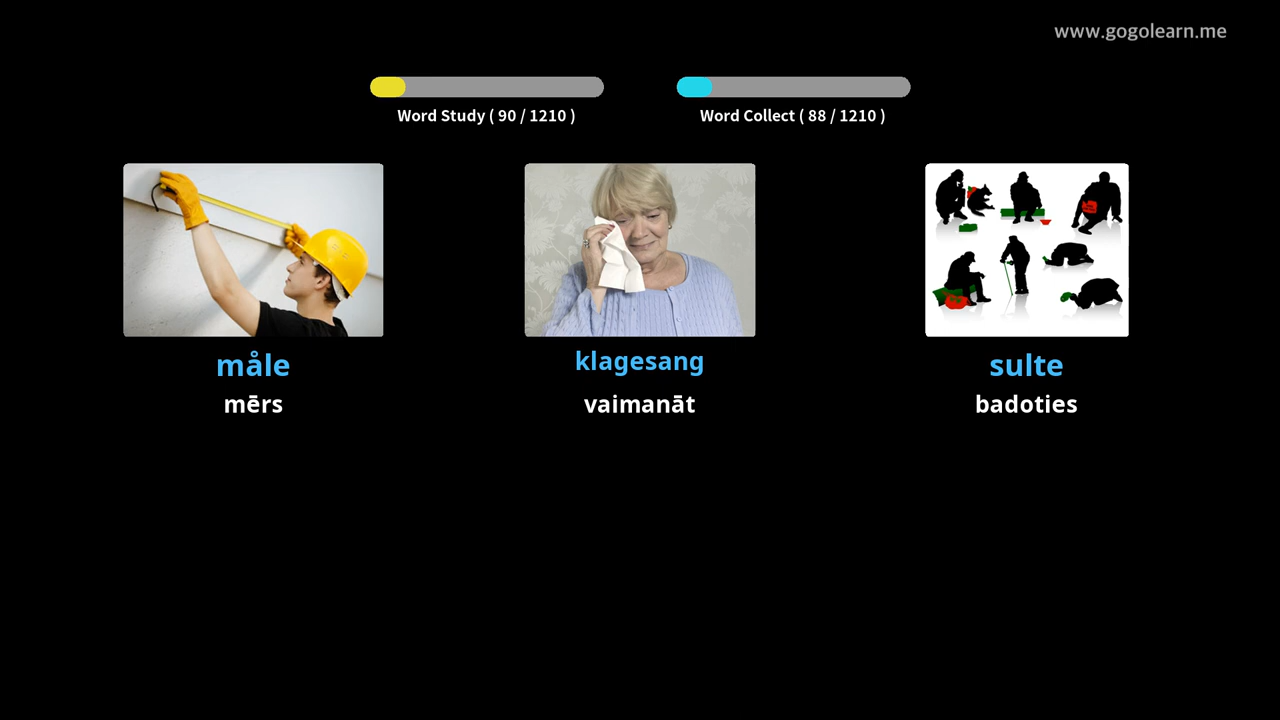 www.gogolearn.me
Word Study ( 90 / 1210 )
Word Collect ( 88 / 1210 )
måle
klagesang
sulte
mērs
vaimanāt
badoties